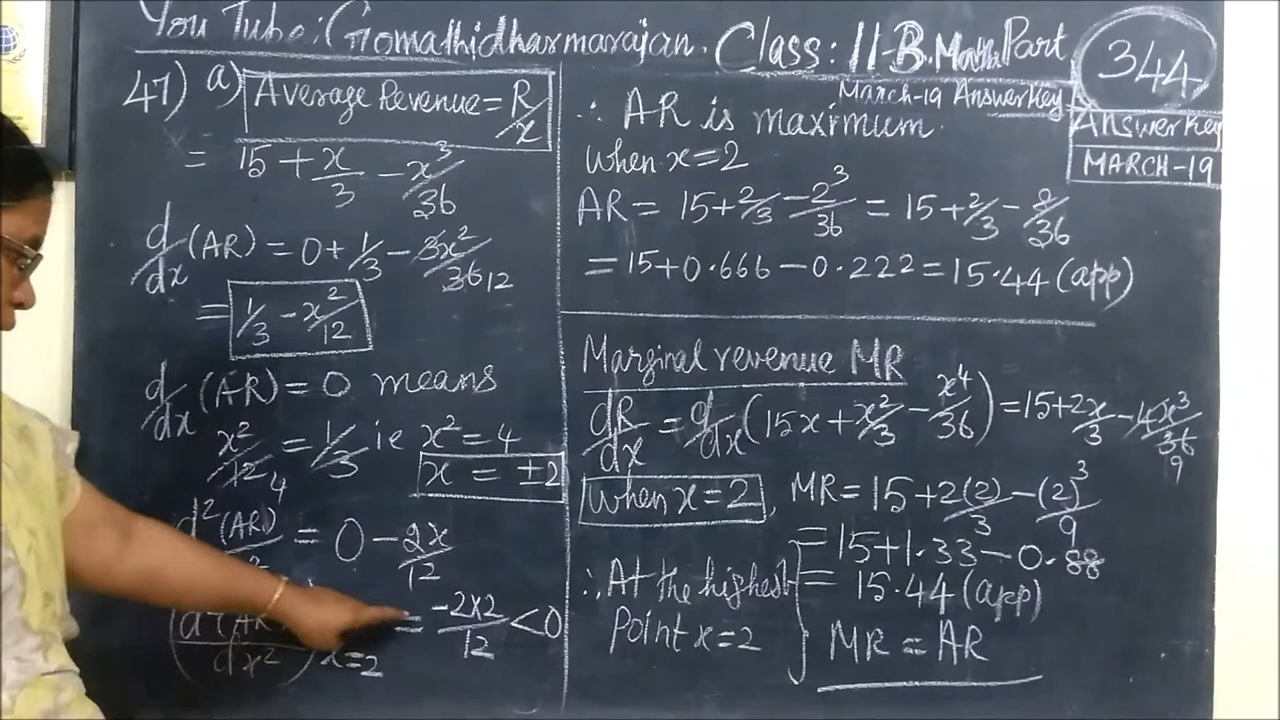 You Tube: Gomathidharmarajan. Class: 11-B.Math Part 344
March-19 Answer Key
Answer Key
MARCH-19
47) a) Average Revenue = R/x
= 15 + x/3 - x³/36
d/dx (AR) = 0 + 1/3 - 3x²/36 12
= 1/3 - x²/12
d/dx (AR) = 0 means
x²/12 4 = 1/3 ie x² = 4
x = ±2
d²(AR) = 0 - 2x/12
dx² x=2 = -2x2/12 < 0
∴ AR is maximum.
when x = 2
AR = 15 + 2/3 - 2³/36 = 15 + 2/3 - 8/36
= 15 + 0.666 - 0.222 = 15.44 (app)
Marginal revenue MR
dR/dx = d/dx (15x + x²/3 - x⁴/36) = 15 + 2x/3 - 4x³/36 9
when x = 2, MR = 15 + 2(2)/3 - (2)³/9
= 15 + 1.33 - 0.88
= 15.44 (app)
∴ At the highest
Point x = 2
MR = AR